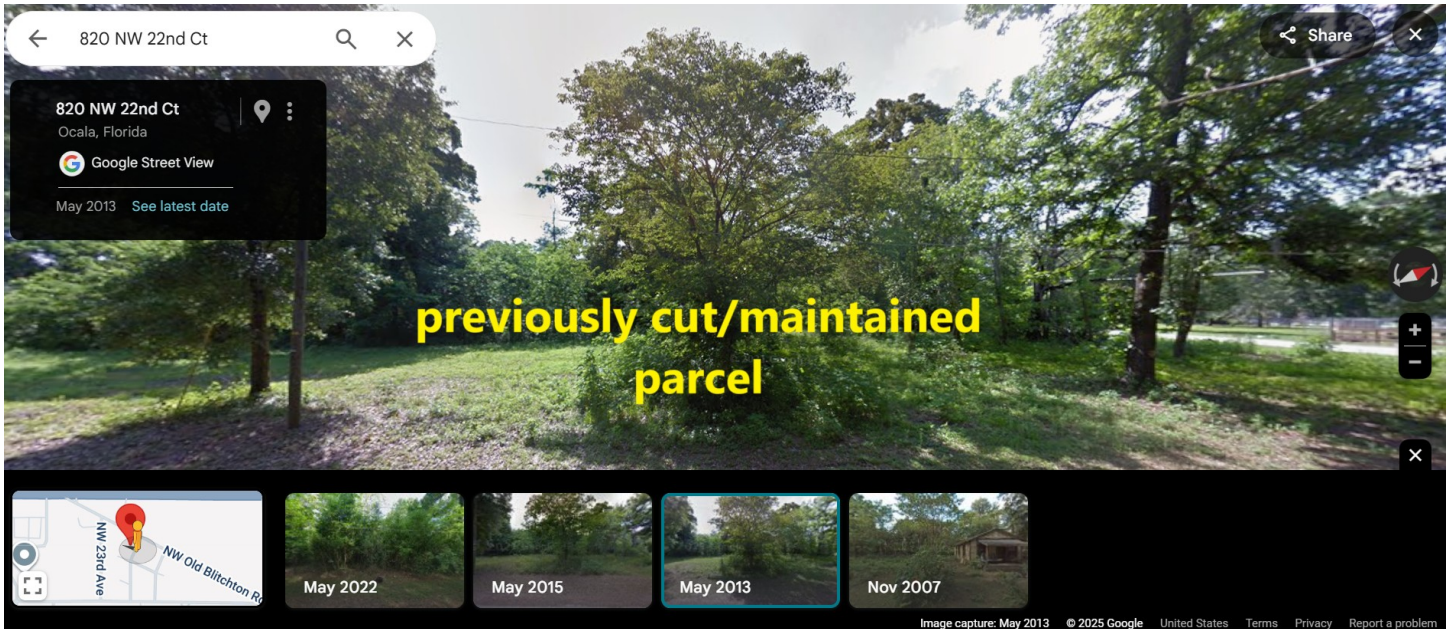 820 NW 22nd Ct
Share
820 NW 22nd Ct
Ocala, Florida
Google Street View
May 2013 See latest date
previously cut/maintained
parcel
NW 23rd Ave
NW Old Blitchton R
May 2022
May 2015
May 2013
Nov 2007
Image capture: May 2013 © 2025 Google United States Terms Privacy Report a problem